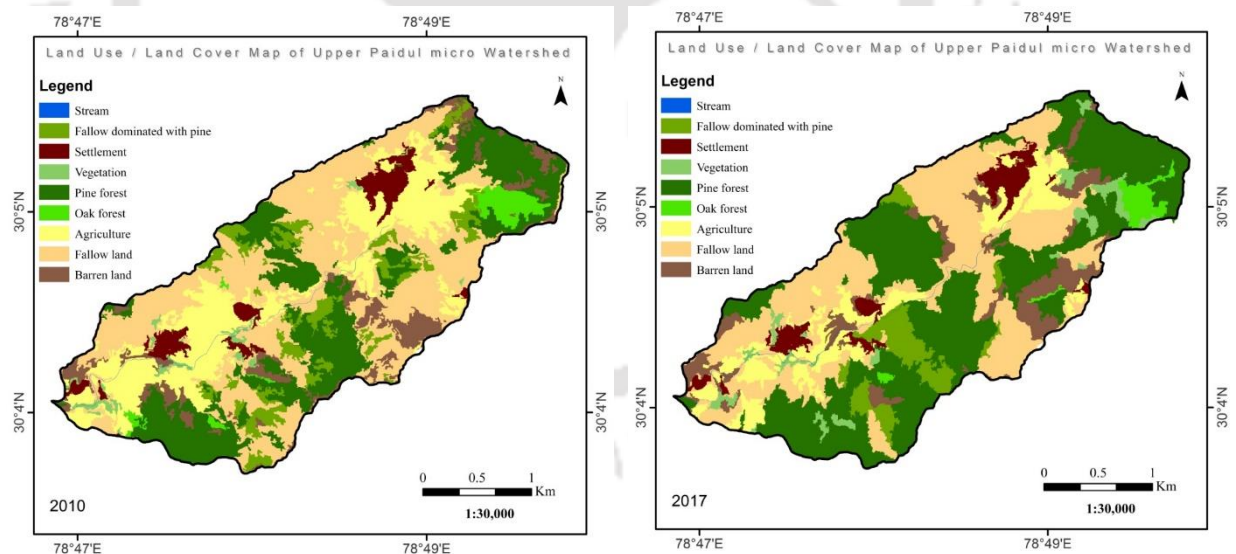 78°47'E 78°49'E
Land Use / Land Cover Map of Upper Paidul micro Watershed
Legend
N
Stream
Fallow dominated with pine
Settlement
Vegetation
Pine forest
Oak forest
Agriculture
Fallow land
Barren land
30°5'N 30°5'N
30°4'N 30°4'N
0 0.5 1
Km
1:30,000
2010
78°47'E 78°49'E
78°47'E 78°49'E
Land Use / Land Cover Map of Upper Paidul micro Watershed
Legend
N
Stream
Fallow dominated with pine
Settlement
Vegetation
Pine forest
Oak forest
Agriculture
Fallow land
Barren land
30°5'N 30°5'N
30°4'N 30°4'N
0 0.5 1
Km
1:30,000
2017
78°47'E 78°49'E